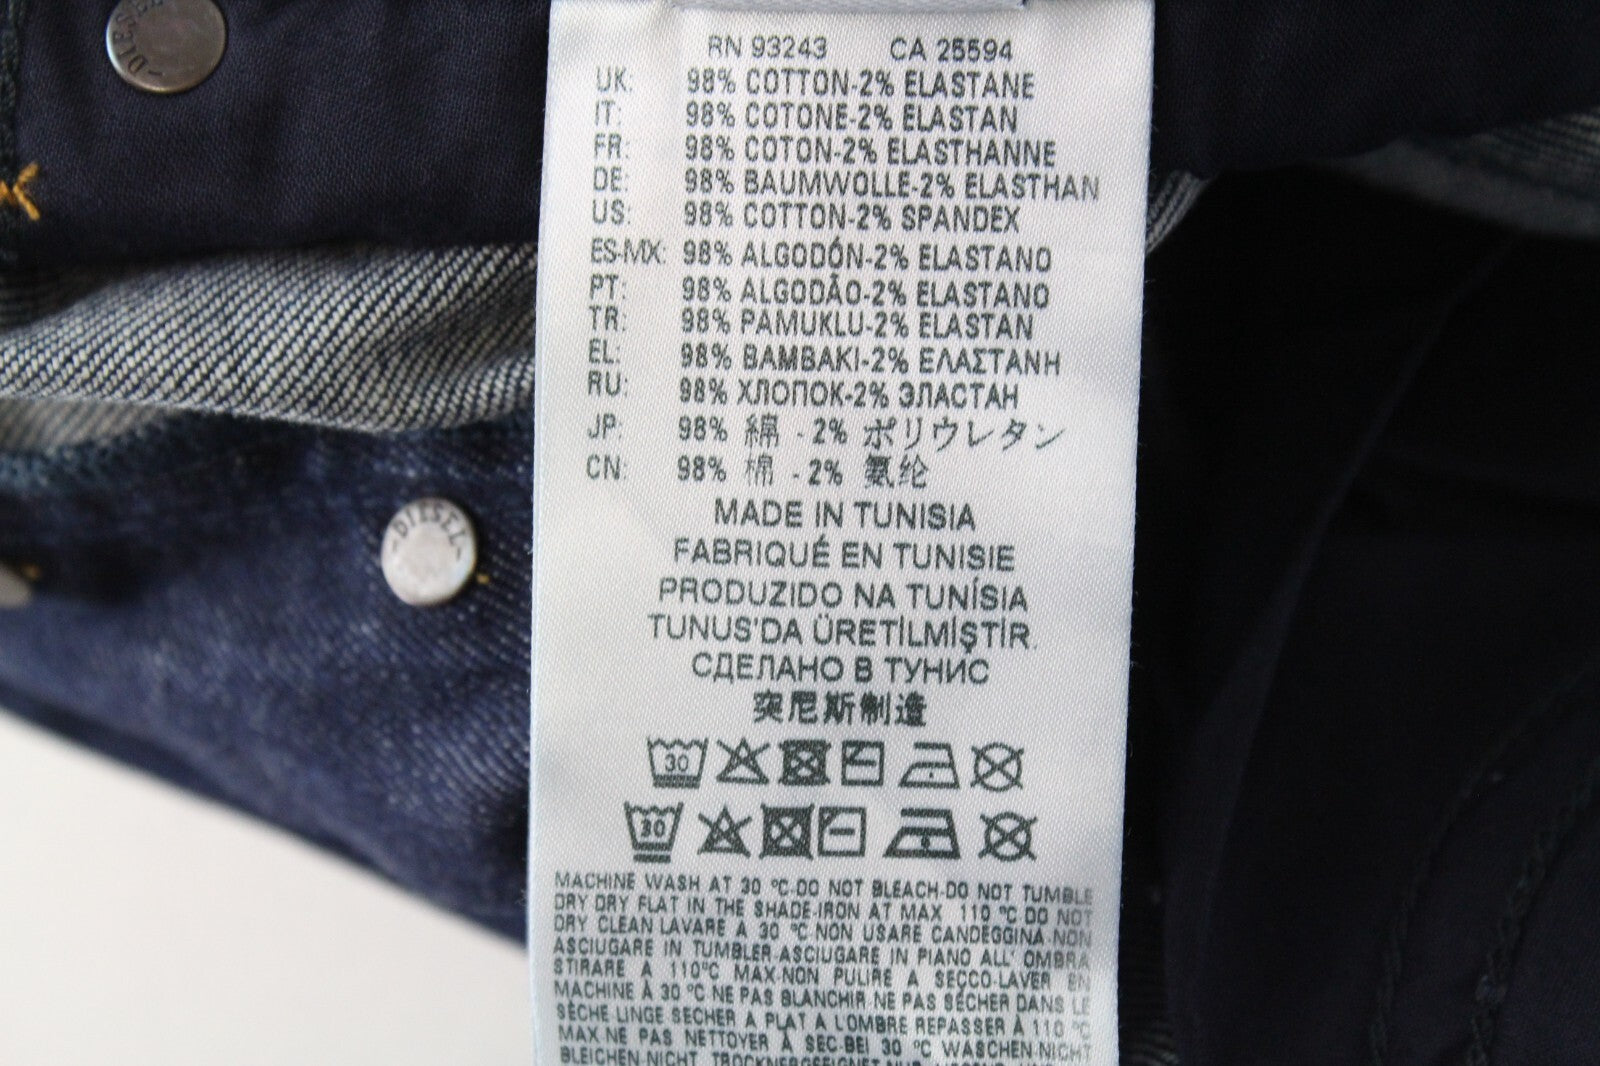 DIESEL
RN 93243 CA 25594
UK: 98% COTTON-2% ELASTANE
IT: 98% COTONE-2% ELASTAN
FR: 98% COTON-2% ELASTHANNE
DE: 98% BAUMWOLLE-2% ELASTHAN
US: 98% COTTON-2% SPANDEX
ES-MX: 98% ALGODÓN-2% ELASTANO
PT: 98% ALGODÃO-2% ELASTANO
TR: 98% PAMUKLU-2% ELASTAN
EL: 98% BAMBAKI-2% ΕΛΑΣΤΑΝΗ
RU: 98% ХЛОПОК-2% ЭЛАСТАН
JP: 98% 綿 - 2% ポリウレタン
CN: 98% 棉 - 2% 氨纶
DIESEL
MADE IN TUNISIA
FABRIQUÉ EN TUNISIE
PRODUZIDO NA TUNÍSIA
TUNUS'DA ÜRETİLMİŞTİR.
СДЕЛАНО В ТУНИС
突尼斯制造
30
30
MACHINE WASH AT 30 °C-DO NOT BLEACH-DO NOT TUMBLE
DRY DRY FLAT IN THE SHADE-IRON AT MAX 110 °C DO NOT
DRY CLEAN LAVARE A 30 °C NON USARE CANDEGGINA-NON
ASCIUGARE IN TUMBLER-ASCIUGARE IN PIANO ALL' OMBRA
STIRARE A 110°C MAX-NON PULIRE A SECCO-LAVER EN
MACHINE À 30 °C-NE PAS BLANCHIR-NE PAS SÉCHER DANS LE
SÈCHE LINGE SECHER A PLAT A L'OMBRE REPASSER À 110 °C
MAX-NE PAS NETTOYER À SEC-BEI 30 °C WASCHEN-NICHT
BLEICHEN-NICHT